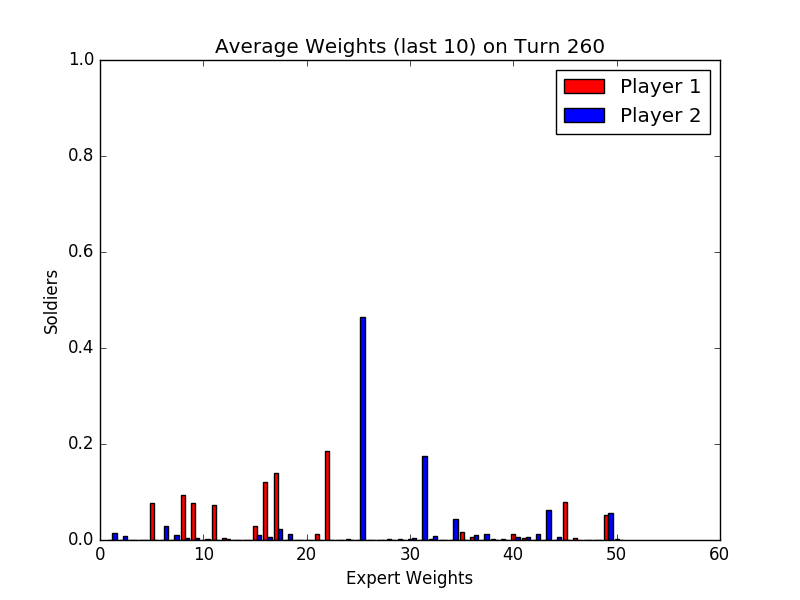 Average Weights (last 10) on Turn 260
1.0
0.8
0.6
0.4
0.2
0.0
Soldiers
Player 1
Player 2
0 10 20 30 40 50 60
Expert Weights